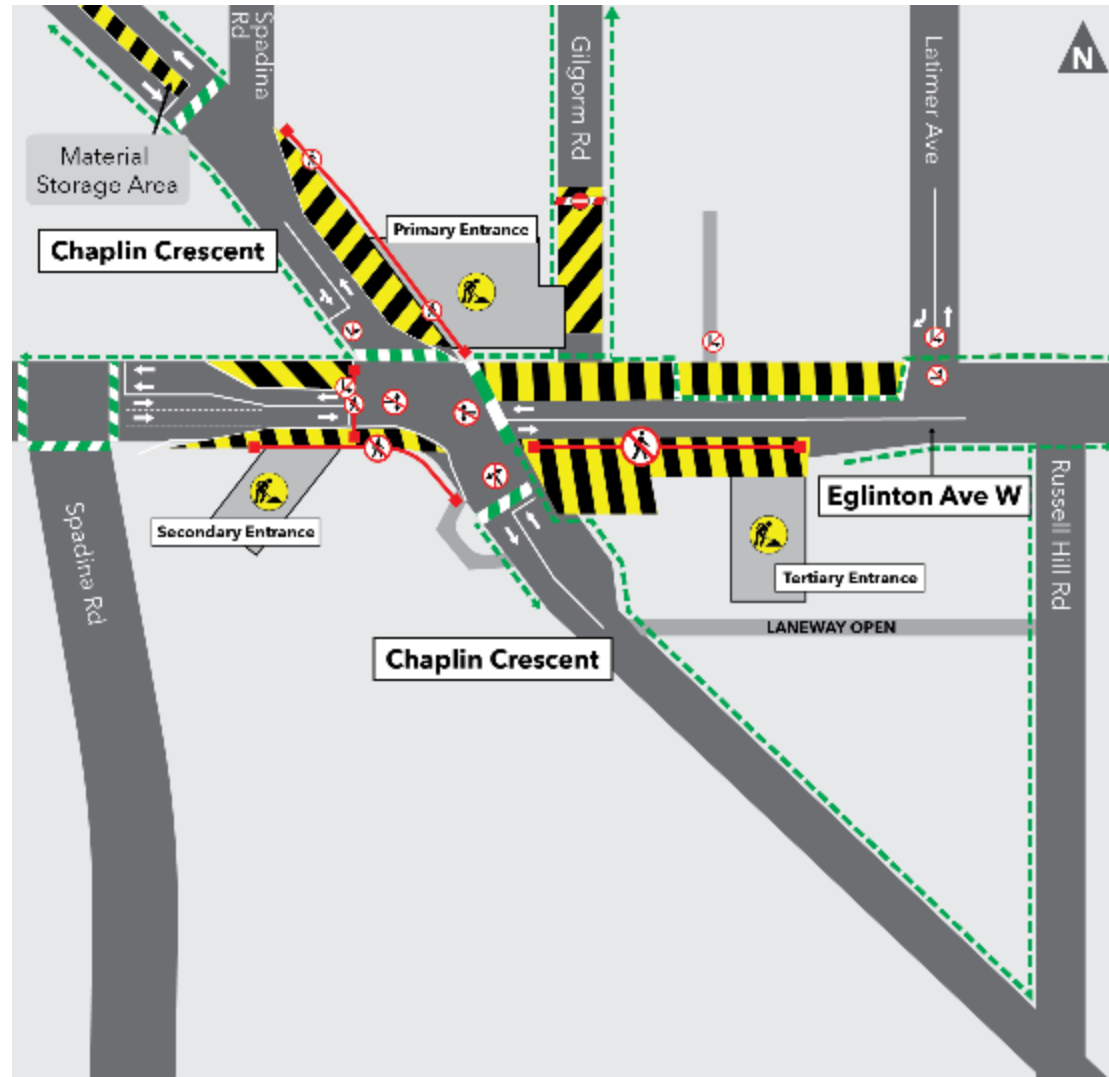 Spadina
Rd
Gilgorm Rd
Latimer Ave
N
Material
Storage Area
Chaplin Crescent
Primary Entrance
Spadina Rd
Secondary Entrance
Eglinton Ave W
Russell Hill Rd
Tertiary Entrance
LANEWAY OPEN
Chaplin Crescent